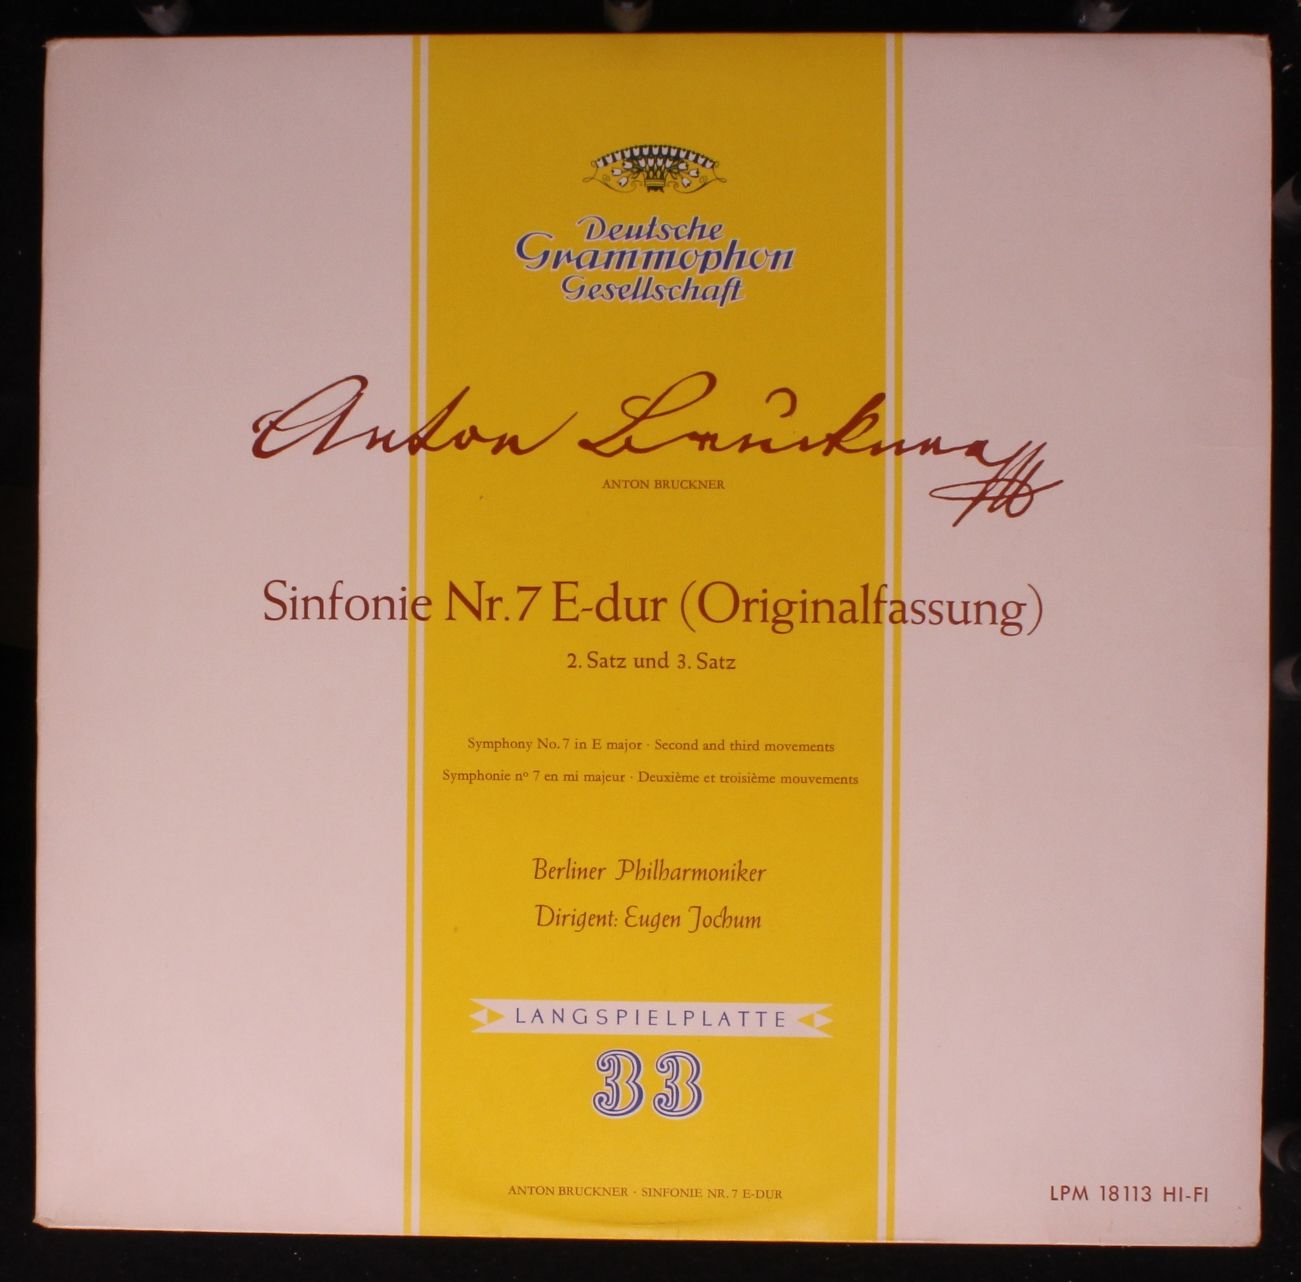 Deutsche
Grammophon
Gesellschaft
Anton Bruckner
ANTON BRUCKNER
Sinfonie Nr. 7 E-dur (Originalfassung)
2. Satz und 3. Satz
Symphony No. 7 in E major · Second and third movements
Symphonie nº 7 en mi majeur · Deuxième et troisième mouvements
Berliner Philharmoniker
Dirigent: Eugen Jochum
LANGSPIELPLATTE
33
ANTON BRUCKNER · SINFONIE NR. 7 E-DUR
LPM 18113 HI-FI